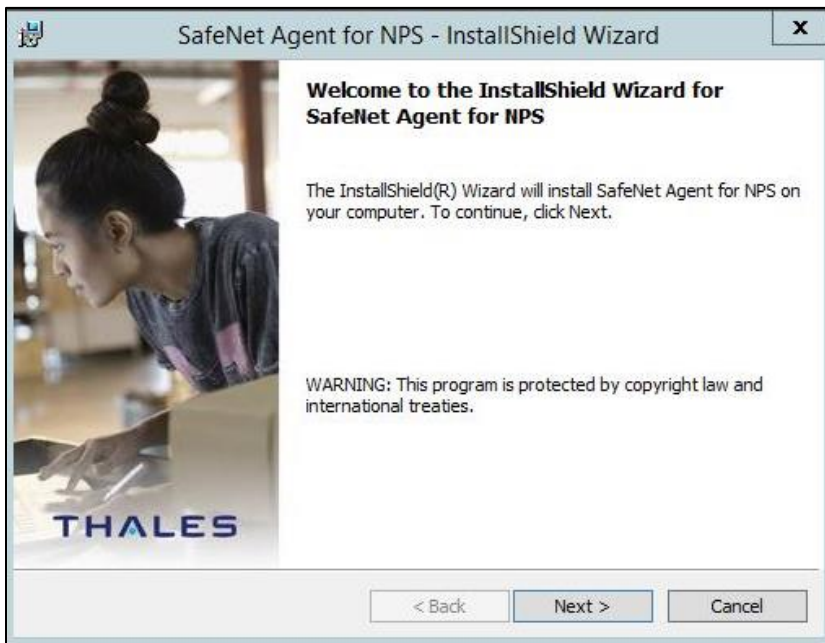 SafeNet Agent for NPS - InstallShield Wizard
x
Welcome to the InstallShield Wizard for
SafeNet Agent for NPS
The InstallShield(R) Wizard will install SafeNet Agent for NPS on
your computer. To continue, click Next.
WARNING: This program is protected by copyright law and
international treaties.
THALES
< Back Next > Cancel